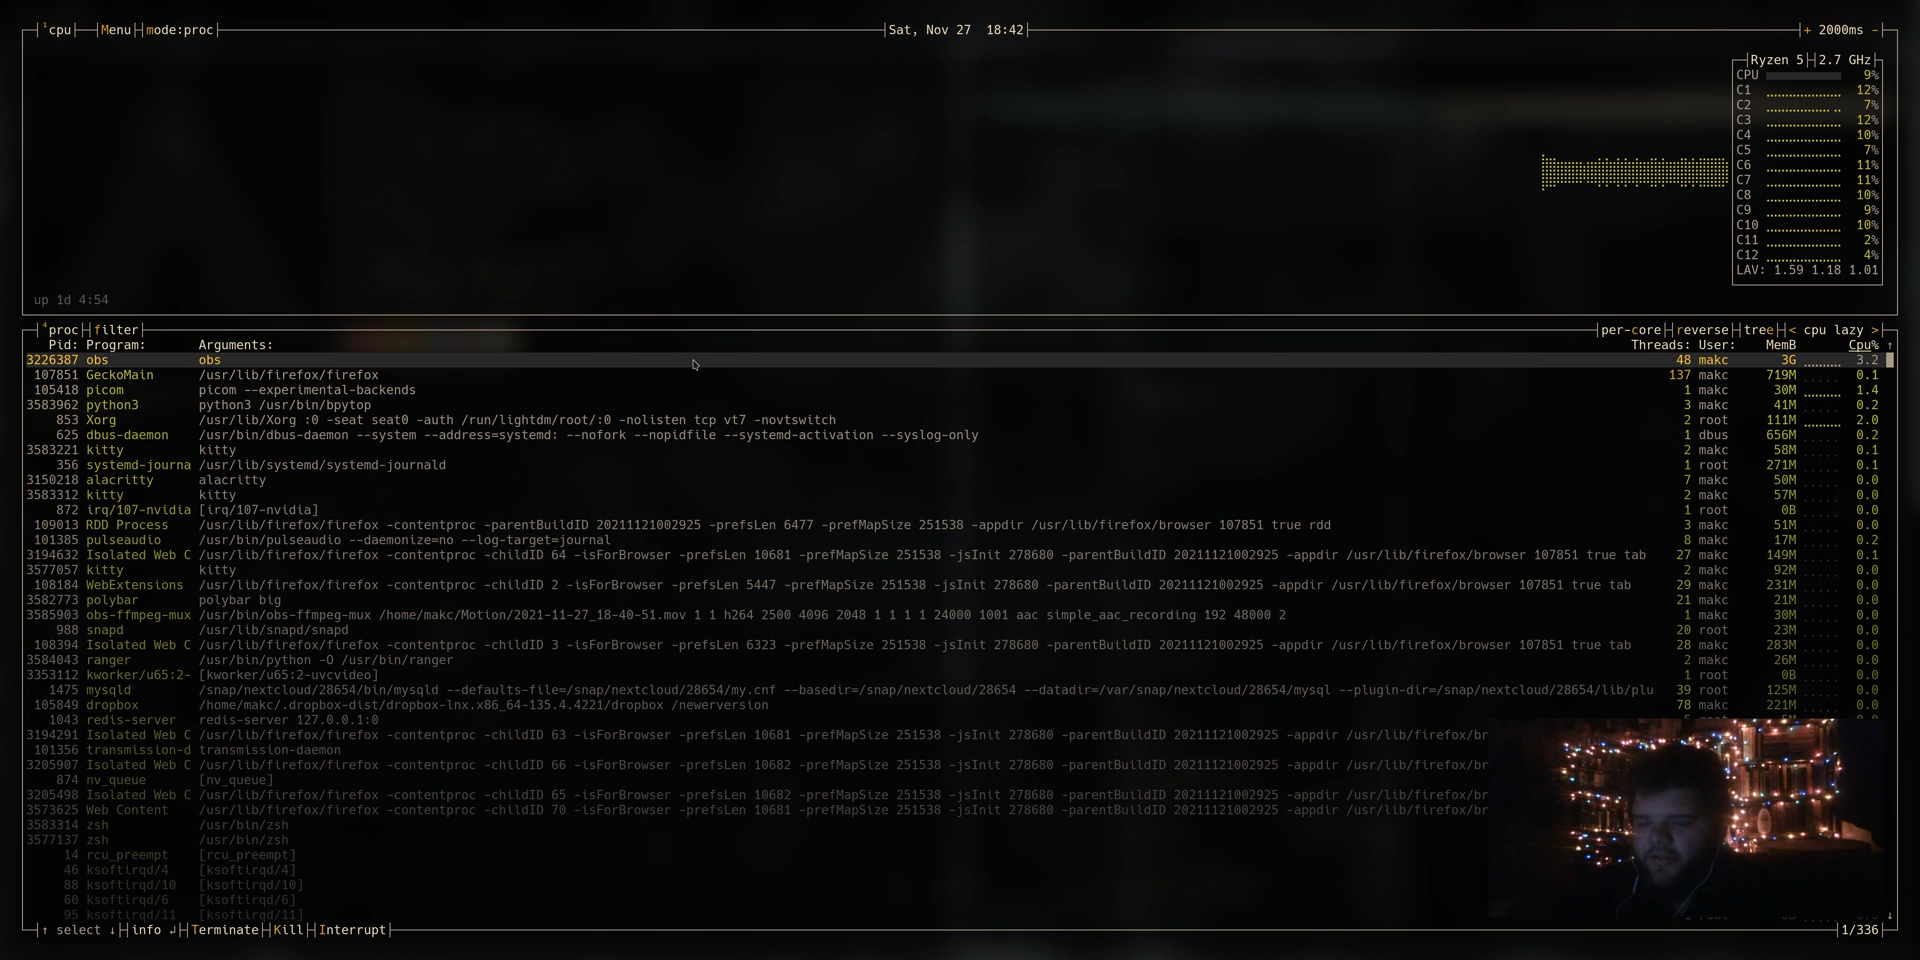 ¹cpu Menu mode:proc Sat, Nov 27 18:42 + 2000ms -
Ryzen 5 2.7 GHz
CPU 9%
C1 12%
C2 7%
C3 12%
C4 10%
C5 7%
C6 11%
C7 11%
C8 10%
C9 9%
C10 10%
C11 2%
C12 4%
LAV: 1.59 1.18 1.01
up 1d 4:54
⁴proc filter per-core reverse tree < cpu lazy >
Pid: Program: Arguments: Threads: User: MemB Cpu% ↑
3226387 obs obs 48 makc 3G 3.2
107851 GeckoMain /usr/lib/firefox/firefox 137 makc 719M 0.1
105418 picom picom --experimental-backends 1 makc 30M 1.4
3583962 python3 python3 /usr/bin/bpytop 3 makc 41M 0.2
853 Xorg /usr/lib/Xorg :0 -seat seat0 -auth /run/lightdm/root/:0 -nolisten tcp vt7 -novtswitch 2 root 111M 2.0
625 dbus-daemon /usr/bin/dbus-daemon --system --address=systemd: --nofork --nopidfile --systemd-activation --syslog-only 1 dbus 656M 0.2
3583221 kitty kitty 2 makc 58M 0.1
356 systemd-journa /usr/lib/systemd/systemd-journald 1 root 271M 0.1
3150218 alacritty alacritty 7 makc 50M 0.0
3583312 kitty kitty 2 makc 57M 0.0
872 irq/107-nvidia [irq/107-nvidia] 1 root 0B 0.0
109013 RDD Process /usr/lib/firefox/firefox -contentproc -parentBuildID 20211121002925 -prefsLen 6477 -prefMapSize 251538 -appdir /usr/lib/firefox/browser 107851 true rdd 3 makc 51M 0.0
101385 pulseaudio /usr/bin/pulseaudio --daemonize=no --log-target=journal 8 makc 17M 0.2
3194632 Isolated Web C /usr/lib/firefox/firefox -contentproc -childID 64 -isForBrowser -prefsLen 10681 -prefMapSize 251538 -jsInit 278680 -parentBuildID 20211121002925 -appdir /usr/lib/firefox/browser 107851 true tab 27 makc 149M 0.1
3577057 kitty kitty 2 makc 92M 0.0
108184 WebExtensions /usr/lib/firefox/firefox -contentproc -childID 2 -isForBrowser -prefsLen 5447 -prefMapSize 251538 -jsInit 278680 -parentBuildID 20211121002925 -appdir /usr/lib/firefox/browser 107851 true tab 29 makc 231M 0.0
3582773 polybar polybar big 21 makc 21M 0.0
3585903 obs-ffmpeg-mux /usr/bin/obs-ffmpeg-mux /home/makc/Motion/2021-11-27_18-40-51.mov 1 1 h264 2500 4096 2048 1 1 1 1 24000 1001 aac simple_aac_recording 192 48000 2 1 makc 30M 0.0
988 snapd /usr/lib/snapd/snapd 20 root 23M 0.0
108394 Isolated Web C /usr/lib/firefox/firefox -contentproc -childID 3 -isForBrowser -prefsLen 6323 -prefMapSize 251538 -jsInit 278680 -parentBuildID 20211121002925 -appdir /usr/lib/firefox/browser 107851 true tab 28 makc 283M 0.0
3584043 ranger /usr/bin/python -O /usr/bin/ranger 2 makc 26M 0.0
3353112 kworker/u65:2- [kworker/u65:2-uvcvideo] 1 root 0B 0.0
1475 mysqld /snap/nextcloud/28654/bin/mysqld --defaults-file=/snap/nextcloud/28654/my.cnf --basedir=/snap/nextcloud/28654 --datadir=/var/snap/nextcloud/28654/mysql --plugin-dir=/snap/nextcloud/28654/lib/plu 39 root 125M 0.0
105849 dropbox /home/makc/.dropbox-dist/dropbox-lnx.x86_64-135.4.4221/dropbox /newerversion 78 makc 221M 0.0
1043 redis-server redis-server 127.0.0.1:0
3194291 Isolated Web C /usr/lib/firefox/firefox -contentproc -childID 63 -isForBrowser -prefsLen 10681 -prefMapSize 251538 -jsInit 278680 -parentBuildID 20211121002925 -appdir /usr/lib/firefox/br
101356 transmission-d transmission-daemon
3205907 Isolated Web C /usr/lib/firefox/firefox -contentproc -childID 66 -isForBrowser -prefsLen 10682 -prefMapSize 251538 -jsInit 278680 -parentBuildID 20211121002925 -appdir /usr/lib/firefox/br
874 nv_queue [nv_queue]
3205498 Isolated Web C /usr/lib/firefox/firefox -contentproc -childID 65 -isForBrowser -prefsLen 10682 -prefMapSize 251538 -jsInit 278680 -parentBuildID 20211121002925 -appdir /usr/lib/firefox/br
3573625 Web Content /usr/lib/firefox/firefox -contentproc -childID 70 -isForBrowser -prefsLen 10681 -prefMapSize 251538 -jsInit 278680 -parentBuildID 20211121002925 -appdir /usr/lib/firefox/br
3583314 zsh /usr/bin/zsh
3577137 zsh /usr/bin/zsh
14 rcu_preempt [rcu_preempt]
46 ksoftirqd/4 [ksoftirqd/4]
88 ksoftirqd/10 [ksoftirqd/10]
60 ksoftirqd/6 [ksoftirqd/6]
95 ksoftirqd/11 [ksoftirqd/11] ↓
↑ select ↓ info ↲ Terminate Kill Interrupt 1/336